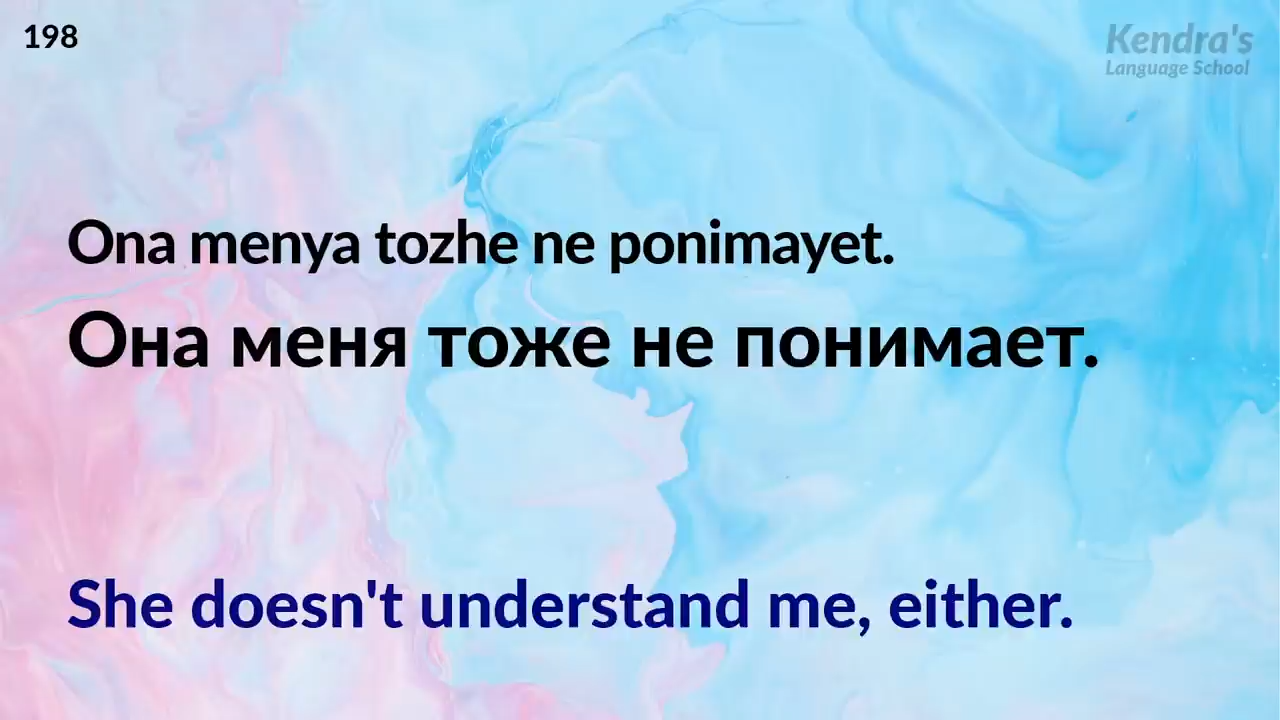 198
Kendra's
Language School
Ona menya tozhe ne ponimayet.
Она меня тоже не понимает.
She doesn't understand me, either.